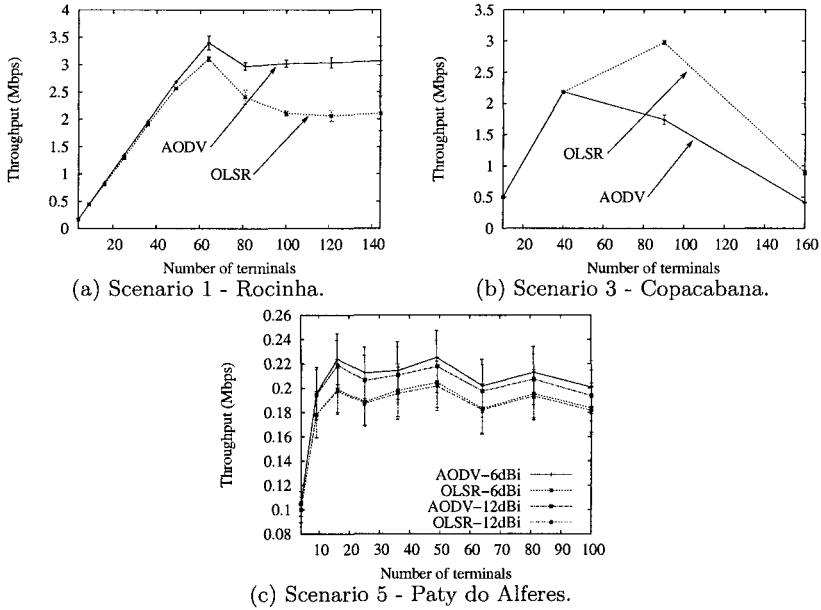 Throughput (Mbps)
4
3.5
3
2.5
2
1.5
1
0.5
0
AODV
OLSR
20 40 60 80 100 120 140
Number of terminals
(a) Scenario 1 - Rocinha.
Throughput (Mbps)
3.5
3
2.5
2
1.5
1
0.5
0
OLSR
AODV
20 40 60 80 100 120 140 160
Number of terminals
(b) Scenario 3 - Copacabana.
Throughput (Mbps)
0.26
0.24
0.22
0.2
0.18
0.16
0.14
0.12
0.1
0.08
AODV-6dBi
OLSR-6dBi
AODV-12dBi
OLSR-12dBi
10 20 30 40 50 60 70 80 90 100
Number of terminals
(c) Scenario 5 - Paty do Alferes.